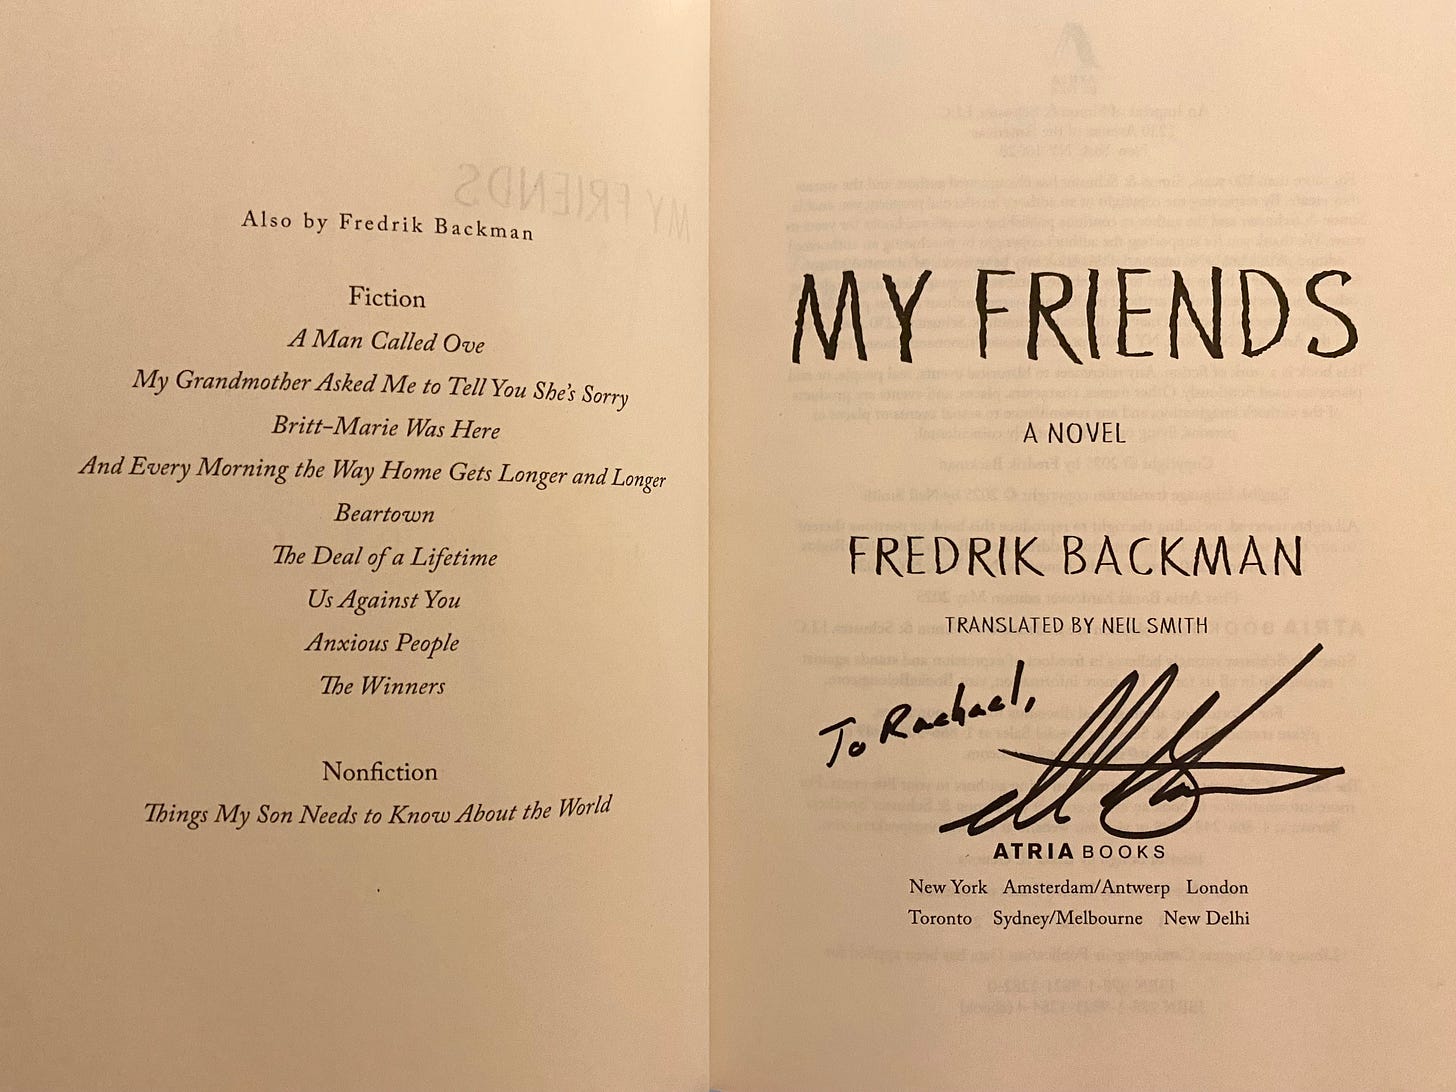 Also by Fredrik Backman
Fiction
A Man Called Ove
My Grandmother Asked Me to Tell You She's Sorry
Britt-Marie Was Here
And Every Morning the Way Home Gets Longer and Longer
Beartown
The Deal of a Lifetime
Us Against You
Anxious People
The Winners
Nonfiction
Things My Son Needs to Know About the World
MY FRIENDS
A NOVEL
FREDRIK BACKMAN
TRANSLATED BY NEIL SMITH
To Rachael,
ATRIA BOOKS
New York Amsterdam/Antwerp London
Toronto Sydney/Melbourne New Delhi